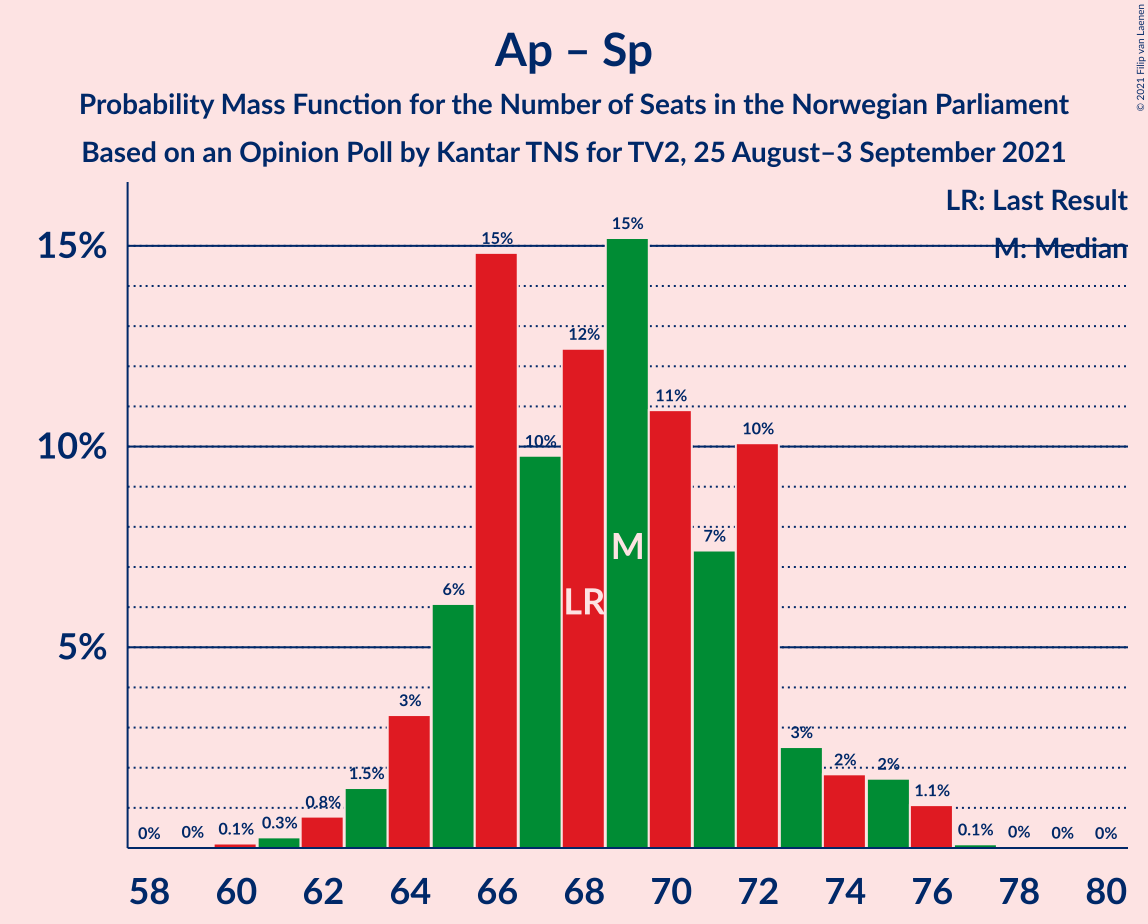 Ap – Sp
Probability Mass Function for the Number of Seats in the Norwegian Parliament
Based on an Opinion Poll by Kantar TNS for TV2, 25 August–3 September 2021
© 2021 Filip van Laenen
LR: Last Result
M: Median
15%
10%
5%
0%
0%
0.1%
0.3%
0.8%
1.5%
3%
6%
15%
10%
12%
15%
11%
7%
10%
3%
2%
2%
1.1%
0.1%
0%
0%
0%
LR
M
58 60 62 64 66 68 70 72 74 76 78 80